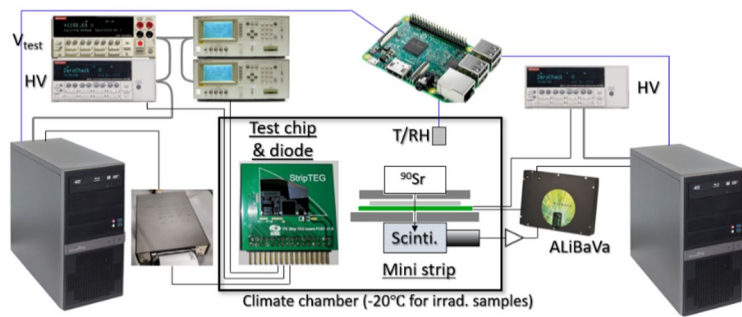 V_test
HV
T/RH
HV
Test chip
& diode
StripTEG
⁹⁰Sr
Scinti.
Mini strip
ALiBaVa
Climate chamber (-20℃ for irrad. samples)